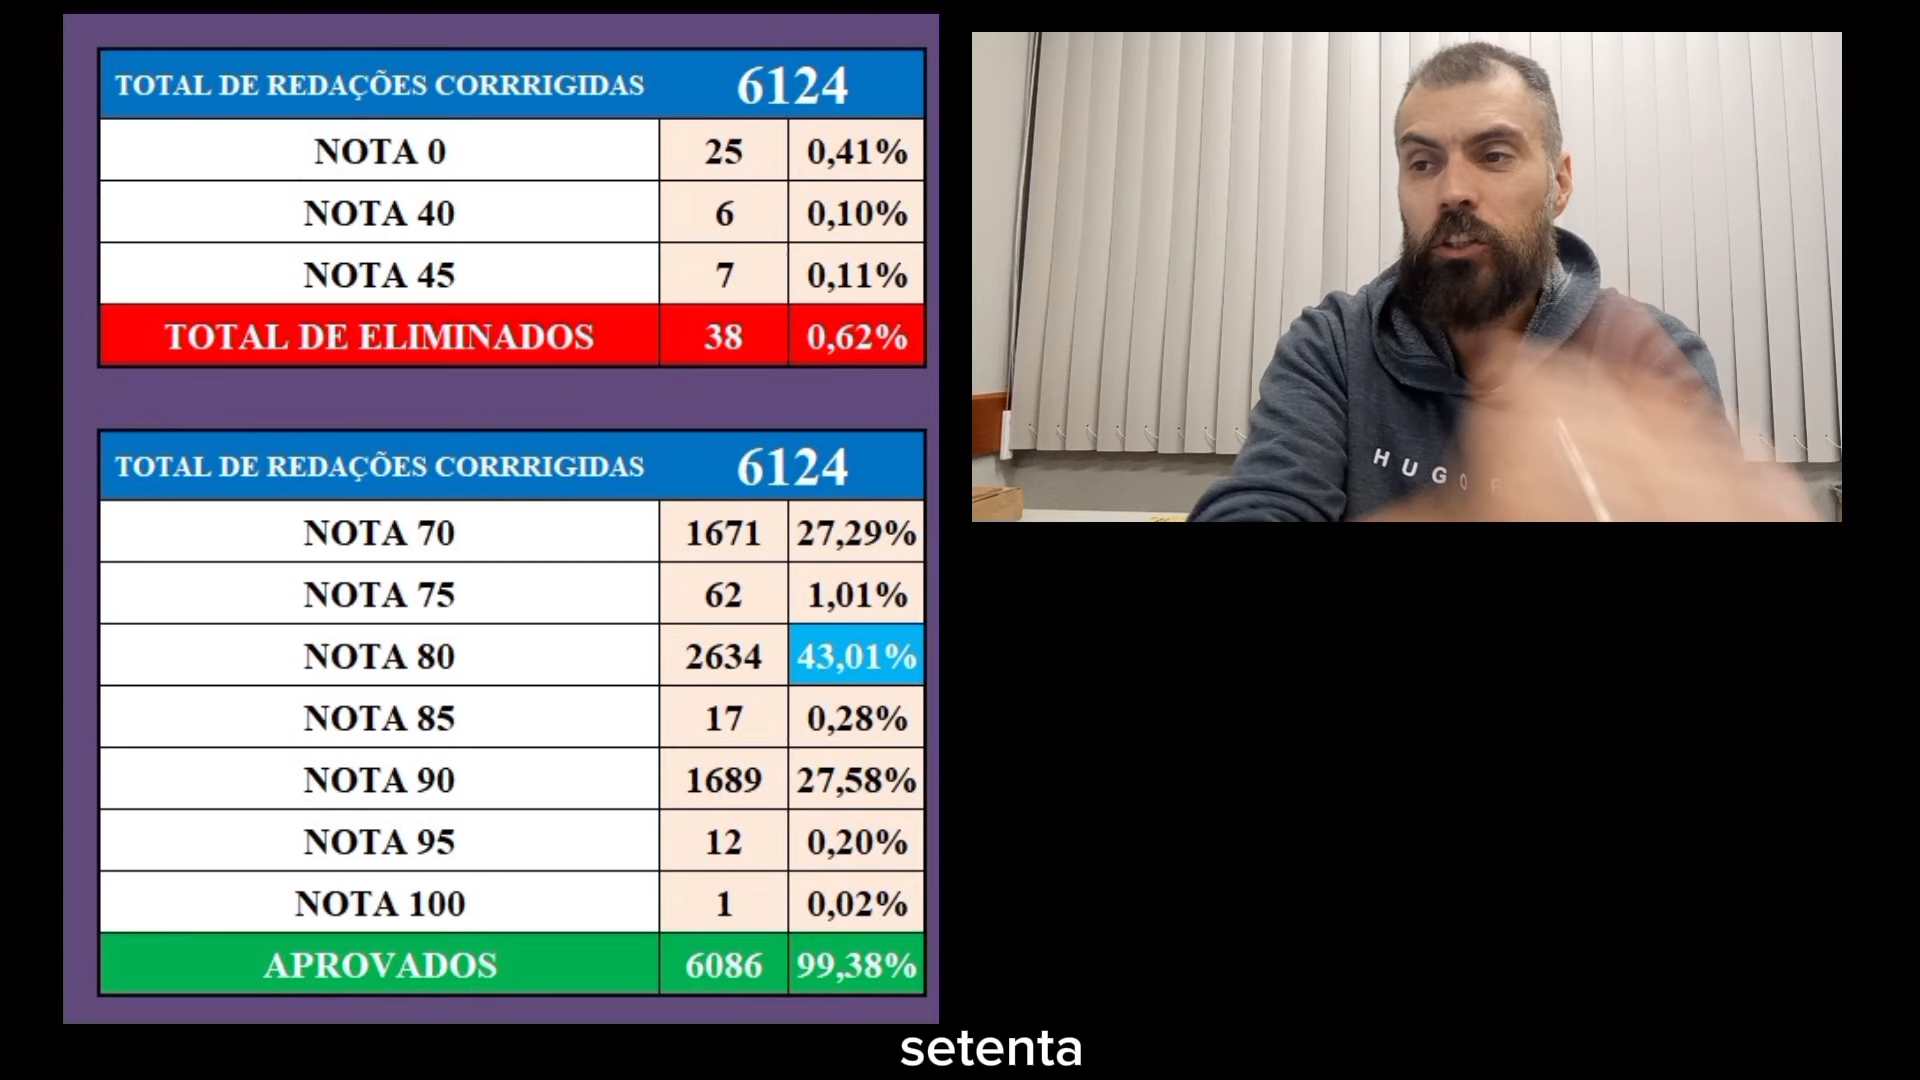 TOTAL DE REDAÇÕES CORRRIGIDAS 6124
NOTA 0 25 0,41%
NOTA 40 6 0,10%
NOTA 45 7 0,11%
TOTAL DE ELIMINADOS 38 0,62%
TOTAL DE REDAÇÕES CORRRIGIDAS 6124
NOTA 70 1671 27,29%
NOTA 75 62 1,01%
NOTA 80 2634 43,01%
NOTA 85 17 0,28%
NOTA 90 1689 27,58%
NOTA 95 12 0,20%
NOTA 100 1 0,02%
APROVADOS 6086 99,38%
HUGO
setenta